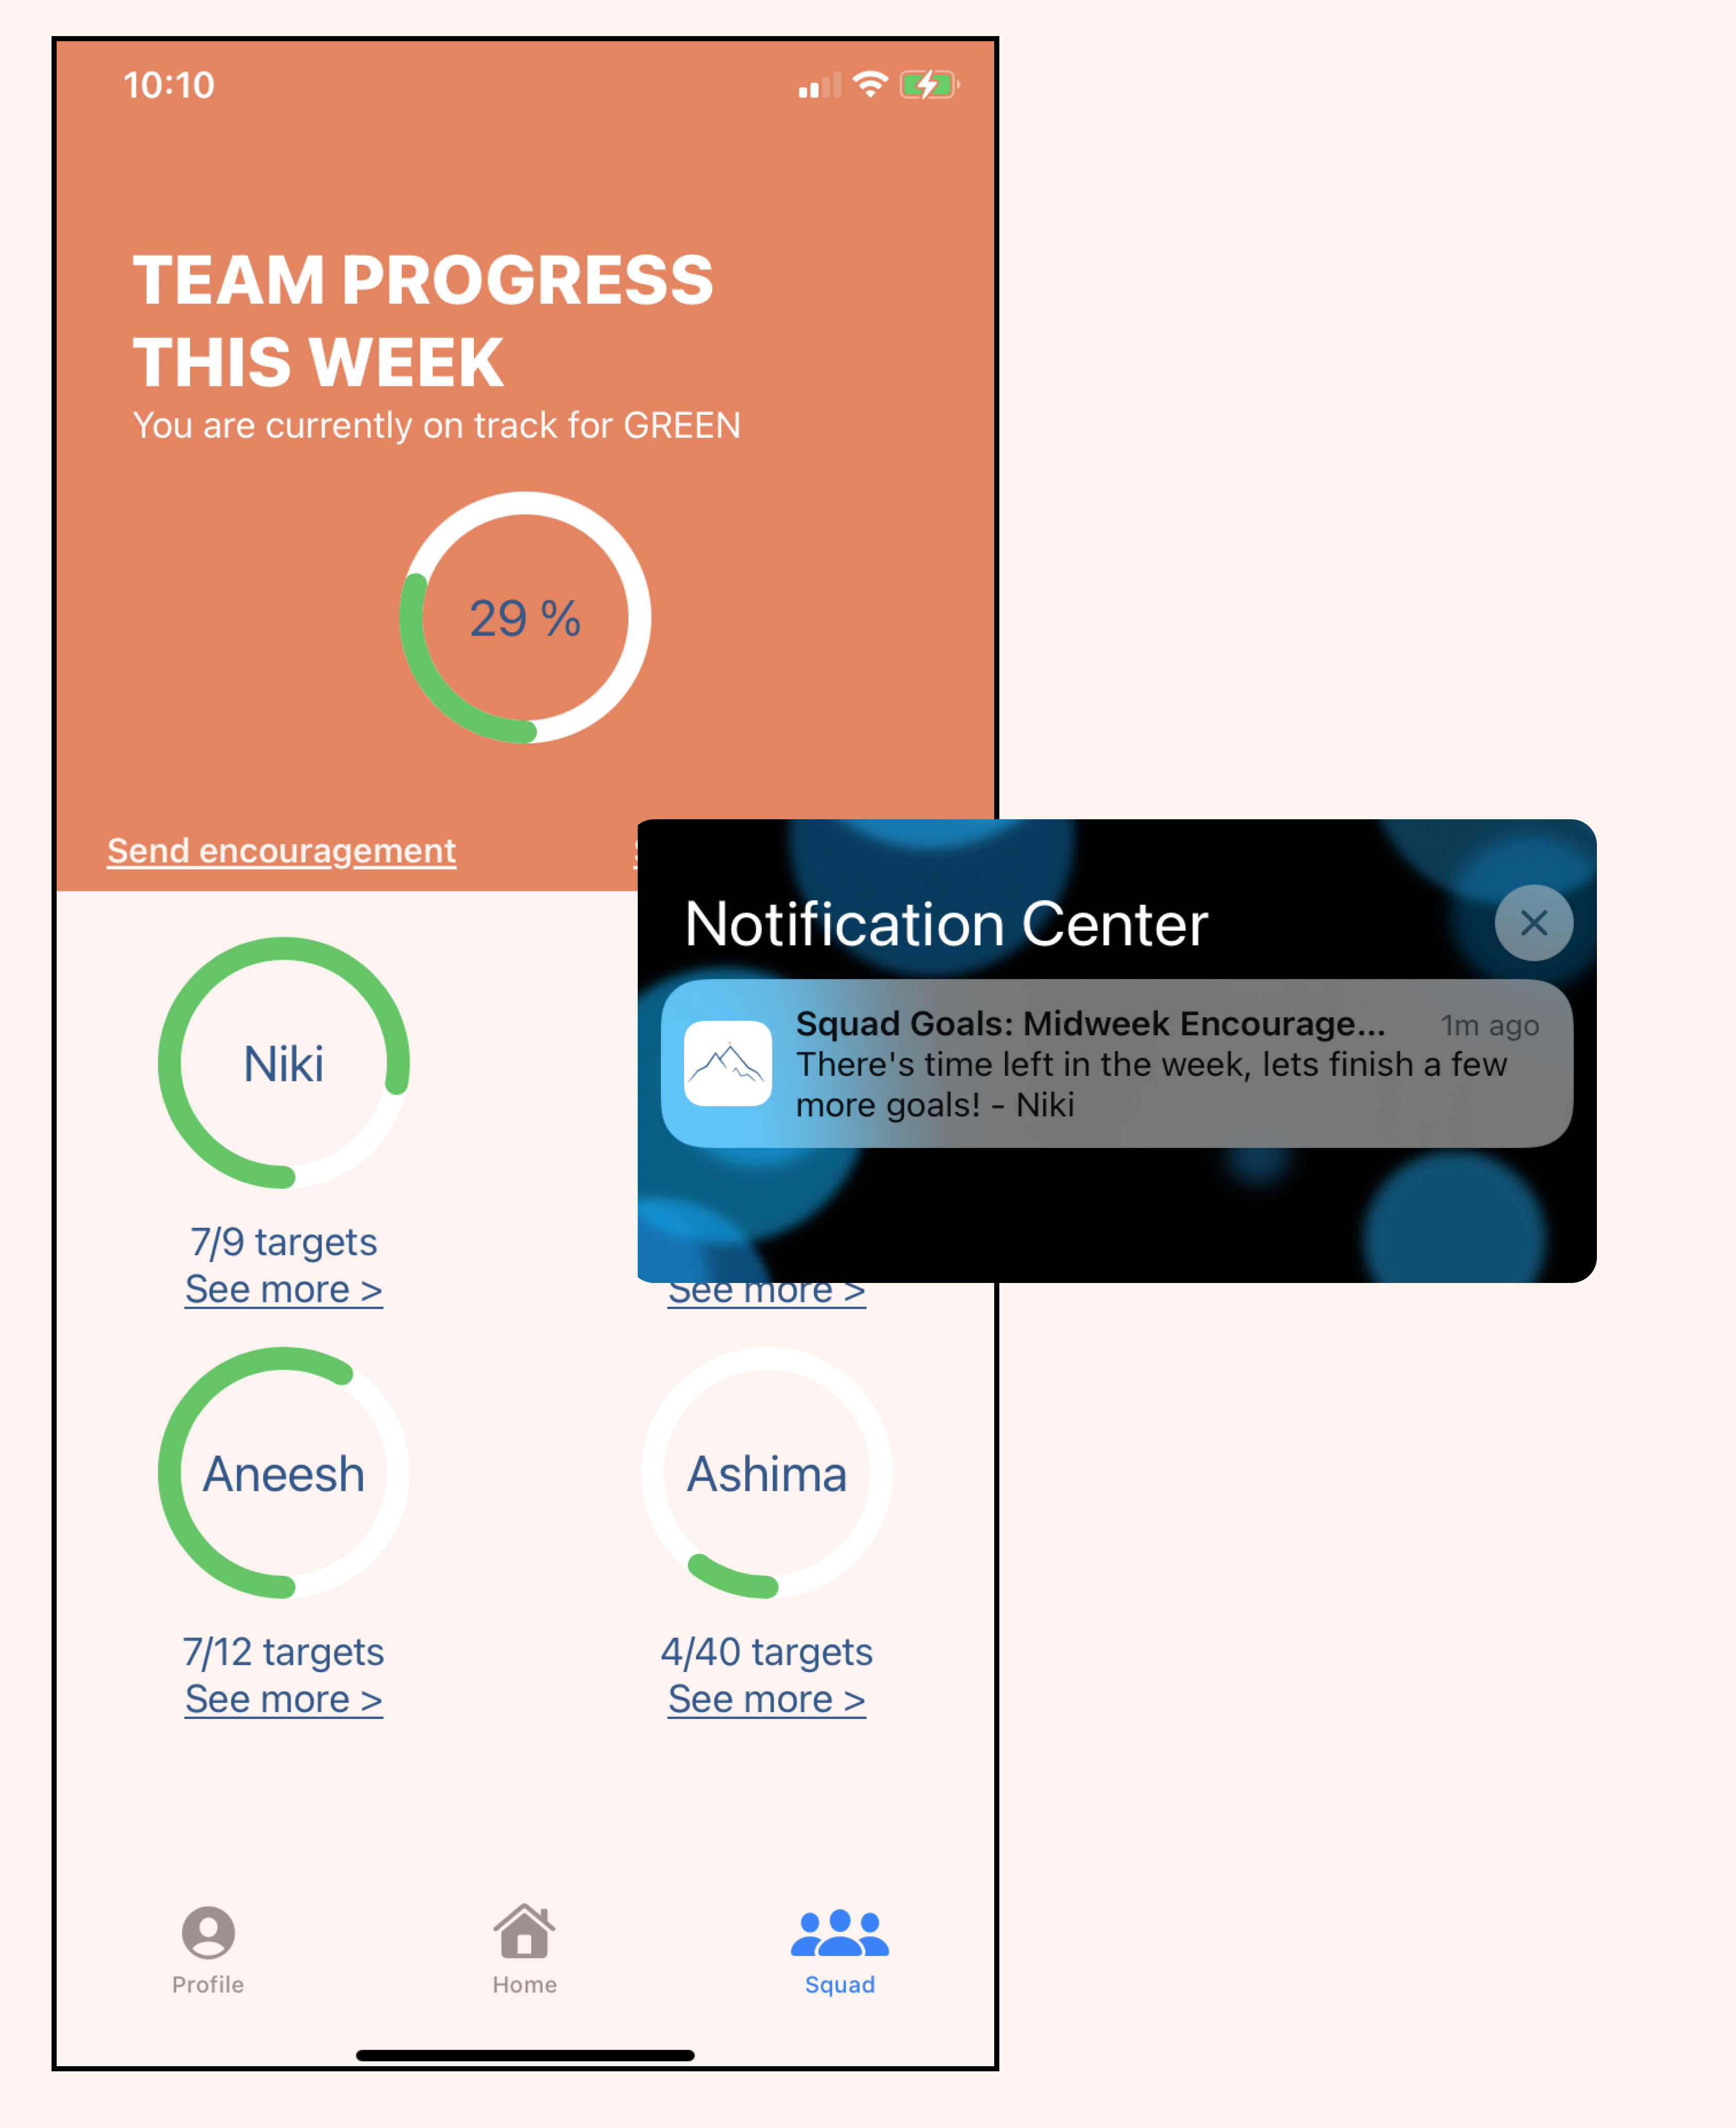 10:10
TEAM PROGRESS
THIS WEEK
You are currently on track for GREEN
29 %
Send encouragement
Notification Center
Squad Goals: Midweek Encourage... 1m ago
There's time left in the week, lets finish a few
more goals! - Niki
Niki
7/9 targets
See more >
See more >
Aneesh
Ashima
7/12 targets
4/40 targets
See more >
See more >
Profile
Home
Squad